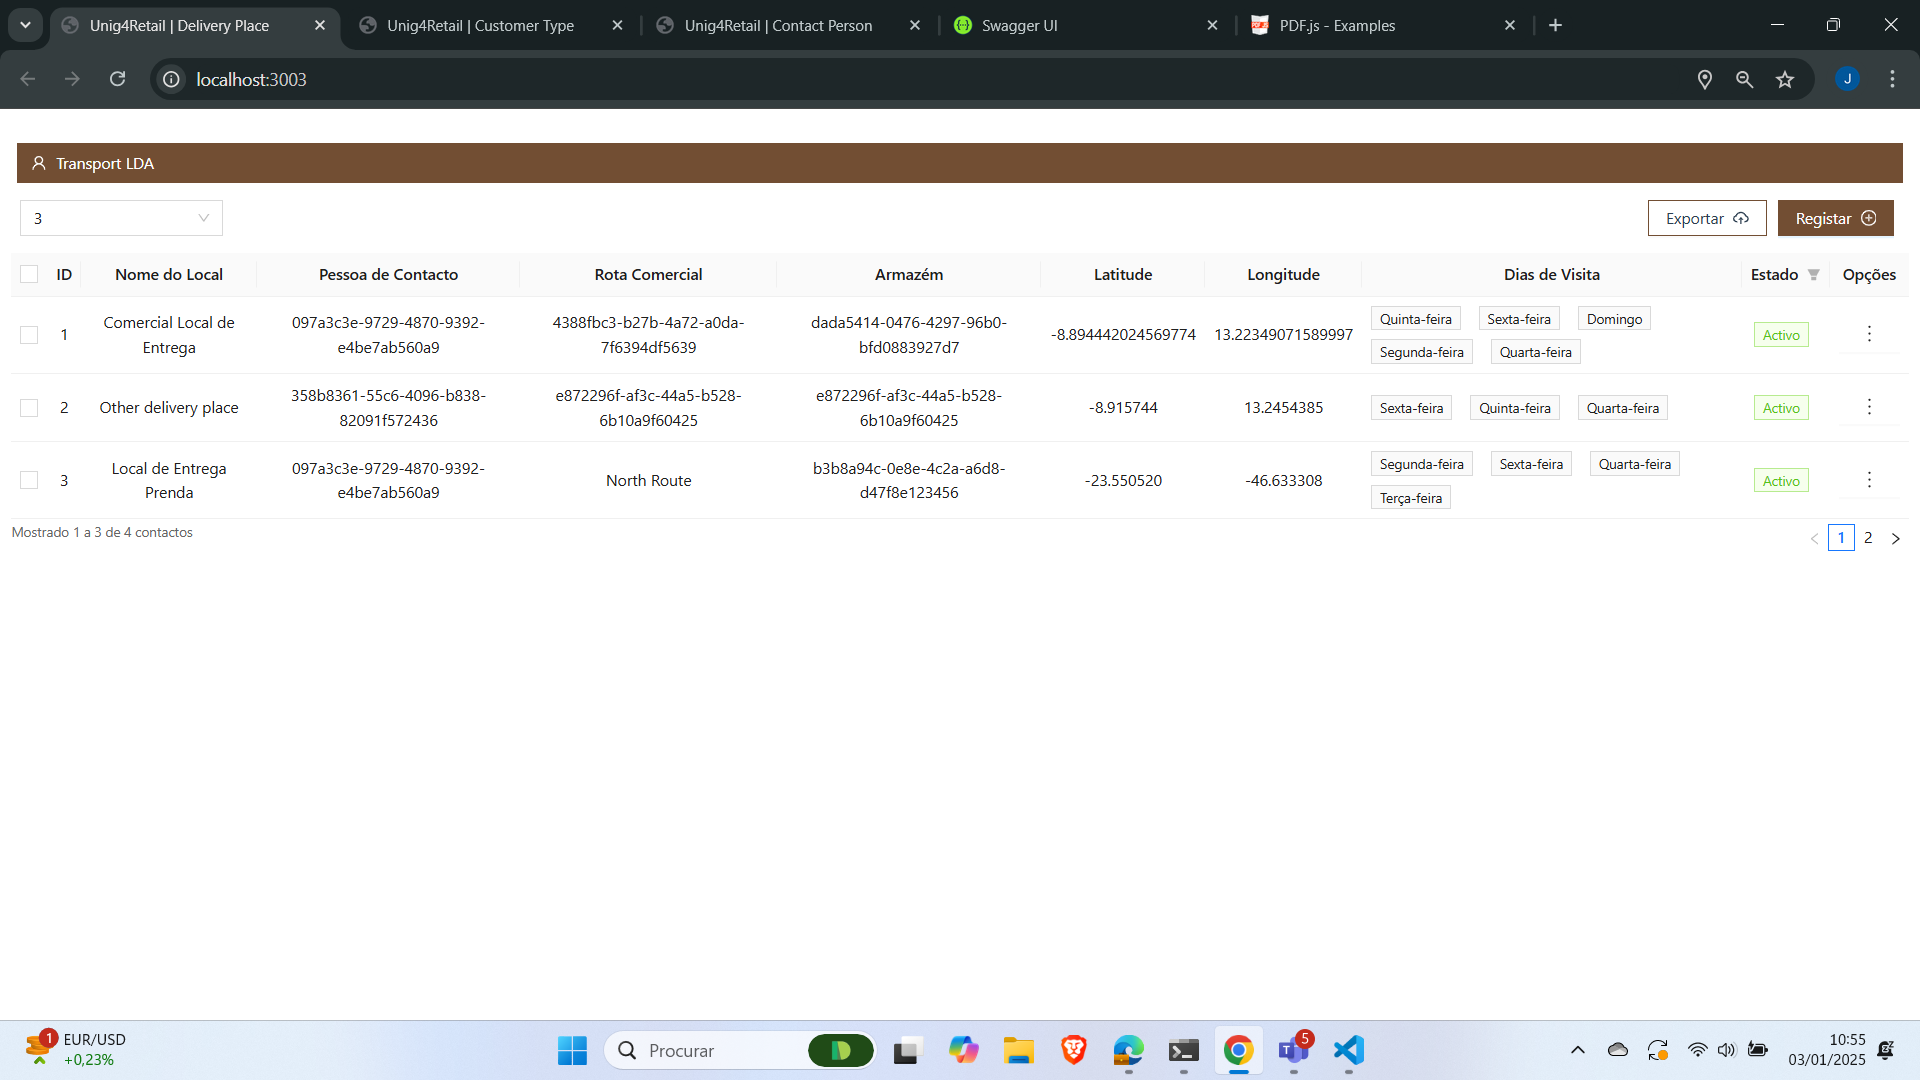 Unig4Retail | Delivery Place
Unig4Retail | Customer Type
Unig4Retail | Contact Person
Swagger UI
PDF.js - Examples
localhost:3003
J
Transport LDA
3
Exportar
Registar
ID Nome do Local Pessoa de Contacto Rota Comercial Armazém Latitude Longitude Dias de Visita Estado Opções
1
Comercial Local de
Entrega
097a3c3e-9729-4870-9392-
e4be7ab560a9
4388fbc3-b27b-4a72-a0da-
7f6394df5639
dada5414-0476-4297-96b0-
bfd0883927d7
-8.894442024569774
13.22349071589997
Quinta-feira Sexta-feira Domingo
Segunda-feira Quarta-feira
Activo
2
Other delivery place
358b8361-55c6-4096-b838-
82091f572436
e872296f-af3c-44a5-b528-
6b10a9f60425
e872296f-af3c-44a5-b528-
6b10a9f60425
-8.915744
13.2454385
Sexta-feira Quinta-feira Quarta-feira
Activo
3
Local de Entrega
Prenda
097a3c3e-9729-4870-9392-
e4be7ab560a9
North Route
b3b8a94c-0e8e-4c2a-a6d8-
d47f8e123456
-23.550520
-46.633308
Segunda-feira Sexta-feira Quarta-feira
Terça-feira
Activo
Mostrado 1 a 3 de 4 contactos
1 2
1
EUR/USD
+0,23%
Procurar
5
10:55
03/01/2025